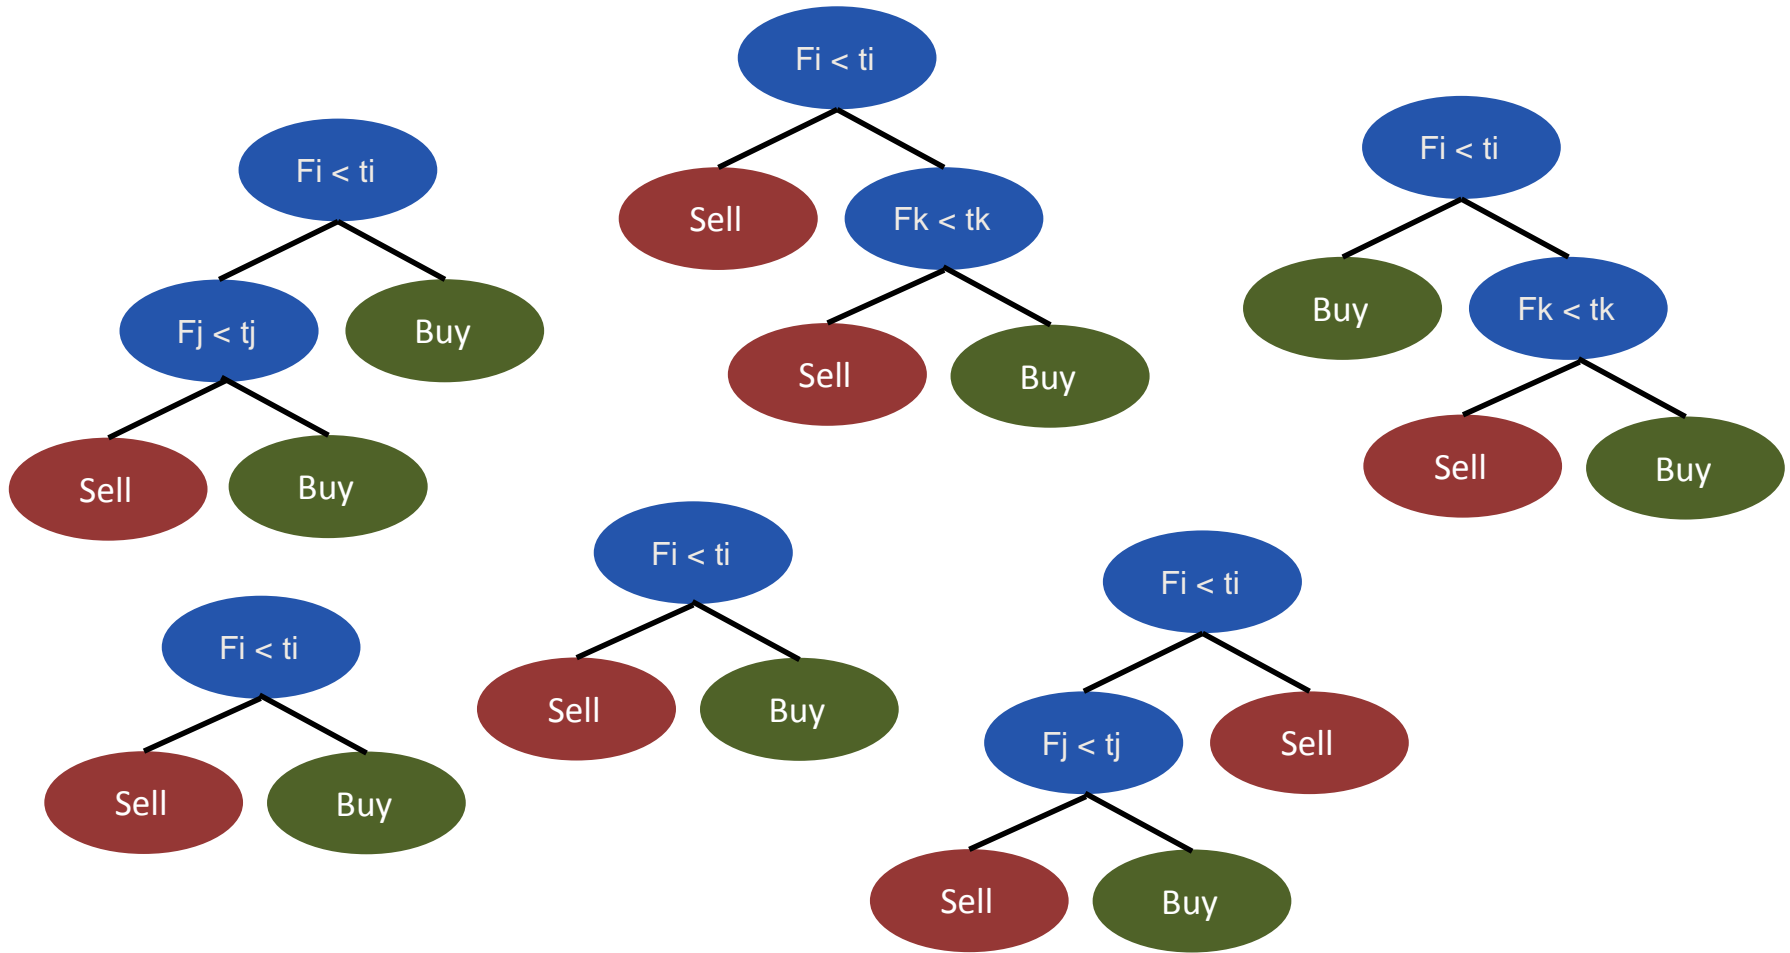 Fi < ti
Fj < tj
Buy
Sell
Buy
Fi < ti
Sell
Fk < tk
Sell
Buy
Fi < ti
Buy
Fk < tk
Sell
Buy
Fi < ti
Sell
Buy
Fi < ti
Sell
Buy
Fi < ti
Fj < tj
Sell
Sell
Buy